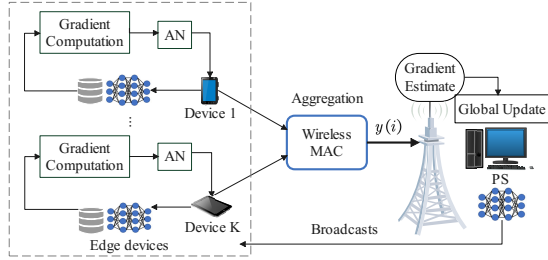 Gradient
Computation
AN
Device 1
...
Gradient
Computation
AN
Device K
Edge devices
Aggregation
Wireless
MAC
y(i)
Gradient
Estimate
Global Update
PS
Broadcasts